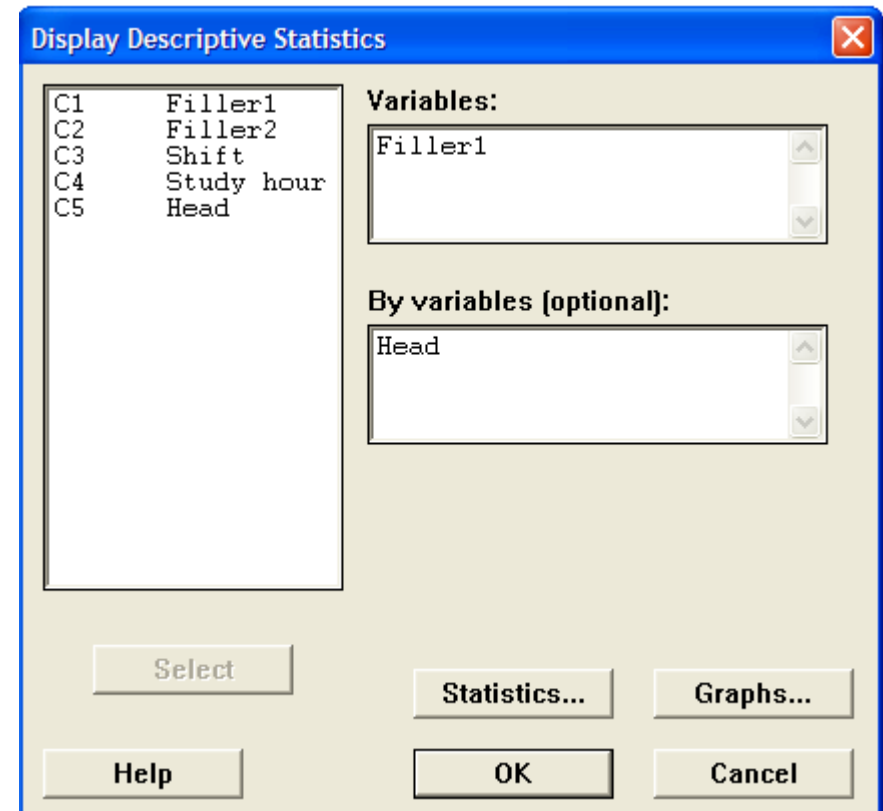 Display Descriptive Statistics
C1 Filler1
C2 Filler2
C3 Shift
C4 Study hour
C5 Head
Variables:
Filler1
By variables (optional):
Head
Select
Statistics...
Graphs...
Help
OK
Cancel